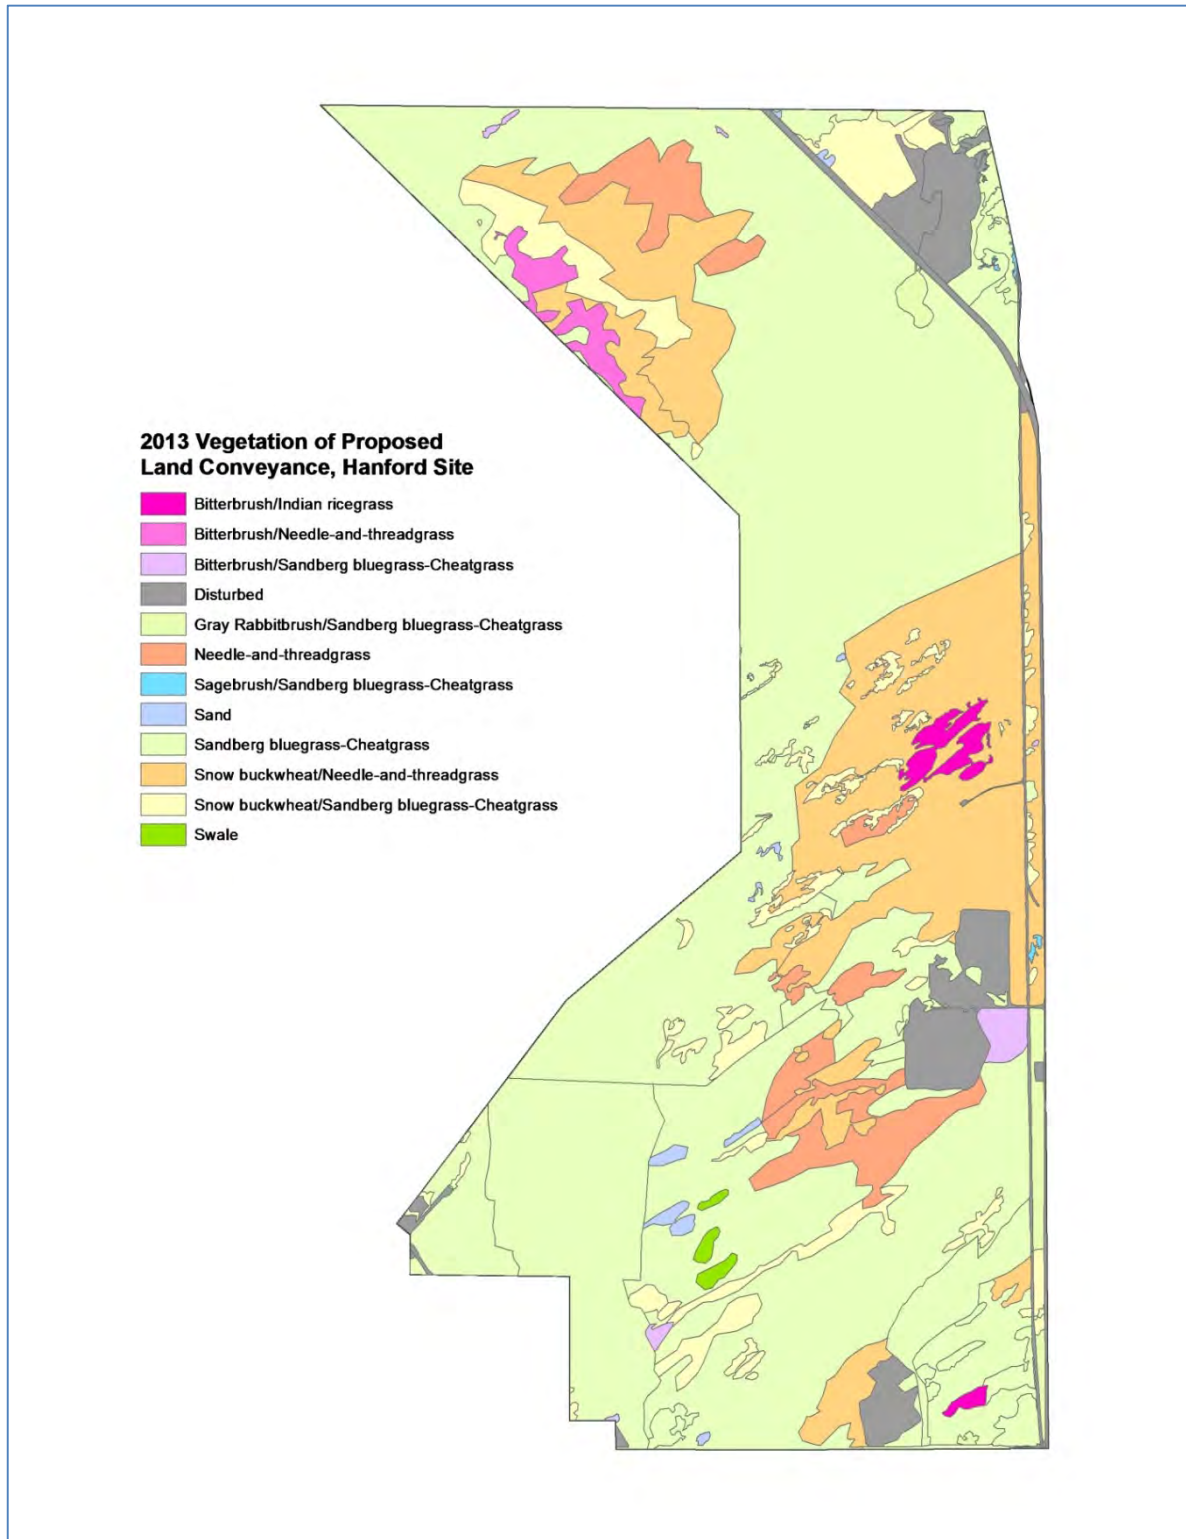 2013 Vegetation of Proposed
Land Conveyance, Hanford Site
Bitterbrush/Indian ricegrass
Bitterbrush/Needle-and-threadgrass
Bitterbrush/Sandberg bluegrass-Cheatgrass
Disturbed
Gray Rabbitbrush/Sandberg bluegrass-Cheatgrass
Needle-and-threadgrass
Sagebrush/Sandberg bluegrass-Cheatgrass
Sand
Sandberg bluegrass-Cheatgrass
Snow buckwheat/Needle-and-threadgrass
Snow buckwheat/Sandberg bluegrass-Cheatgrass
Swale